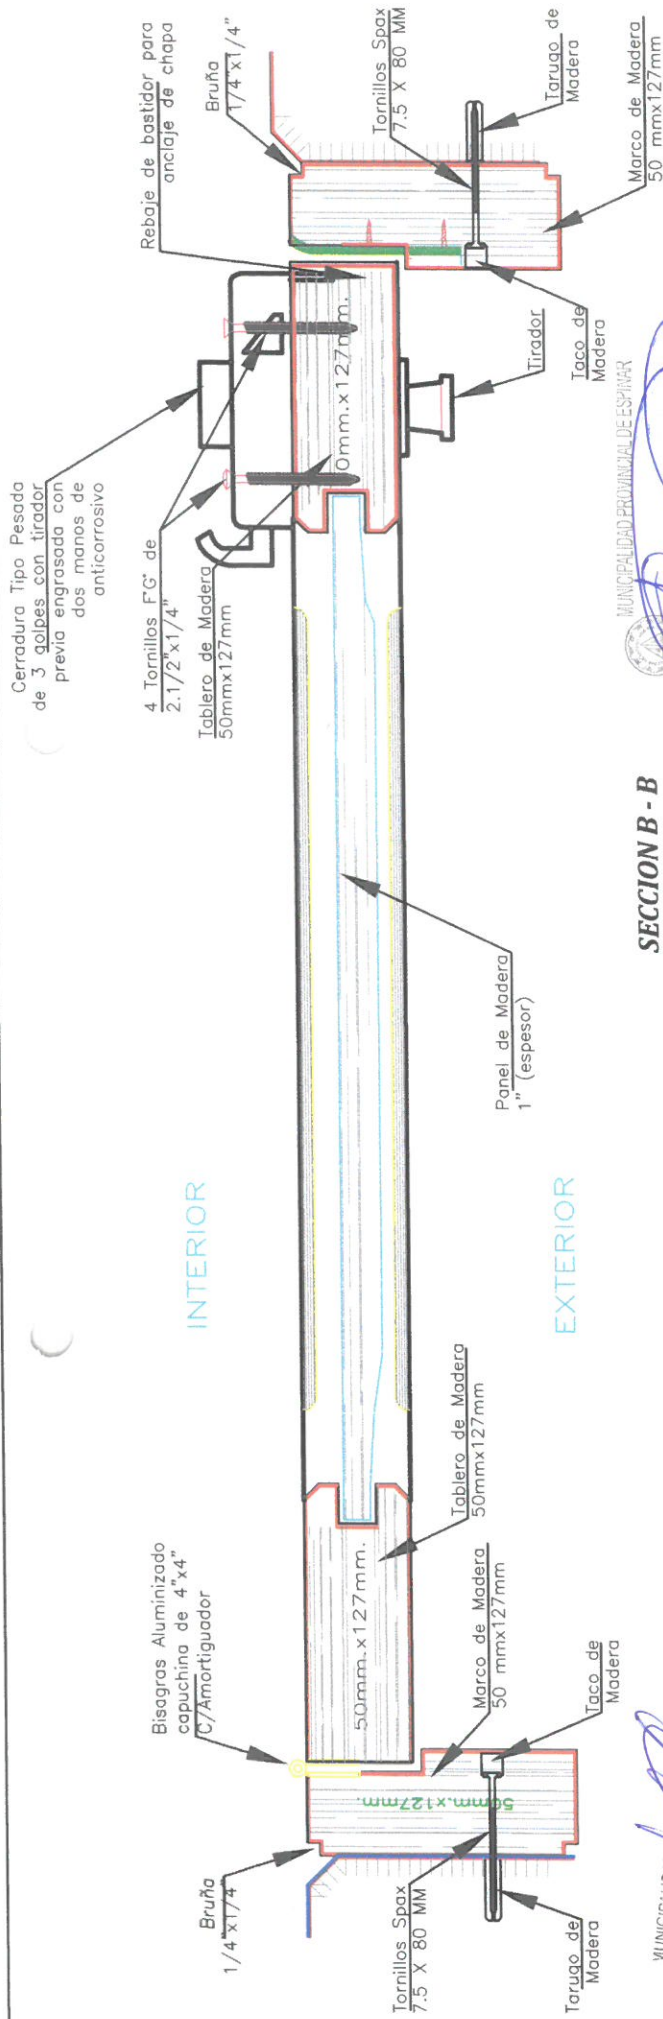 Cerradura Tipo Pesada
de 3 golpes con tirador
previa engrasada con
dos manos de
anticorrosivo
4 Tornillos F°G° de
2.1/2"x1/4"
Tablero de Madera
50mmx127mm
Rebaje de bastidor para
anclaje de chapa
Bruña
1/4"x1/4"
Tornillos Spax
7.5 X 80 MM
Tarugo de
Madera
Marco de Madera
50 mmx127mm
Taco de
Madera
Tirador
0mm.x127mm.
INTERIOR
EXTERIOR
Panel de Madera
1" (espesor)
Bisagras Aluminizado
capuchina de 4"x4"
C/Amortiguador
50mm.x127mm.
Tablero de Madera
50mmx127mm
Marco de Madera
50 mmx127mm
50mm.x127mm.
Taco de
Madera
Bruña
1/4"x1/4"
Tornillos Spax
7.5 X 80 MM
Tarugo de
Madera
SECCION B - B
MUNICIPALIDAD PROVINCIAL DE ESPINAR